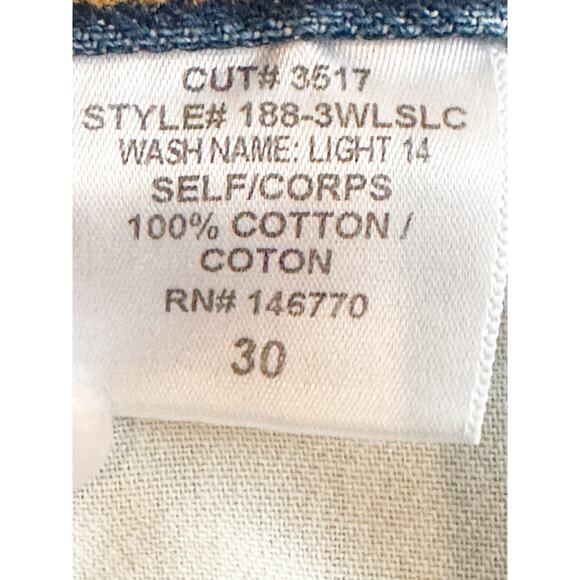 CUT# 3517
STYLE# 188-3WLSLC
WASH NAME: LIGHT 14
SELF/CORPS
100% COTTON /
COTON
RN# 146770
30